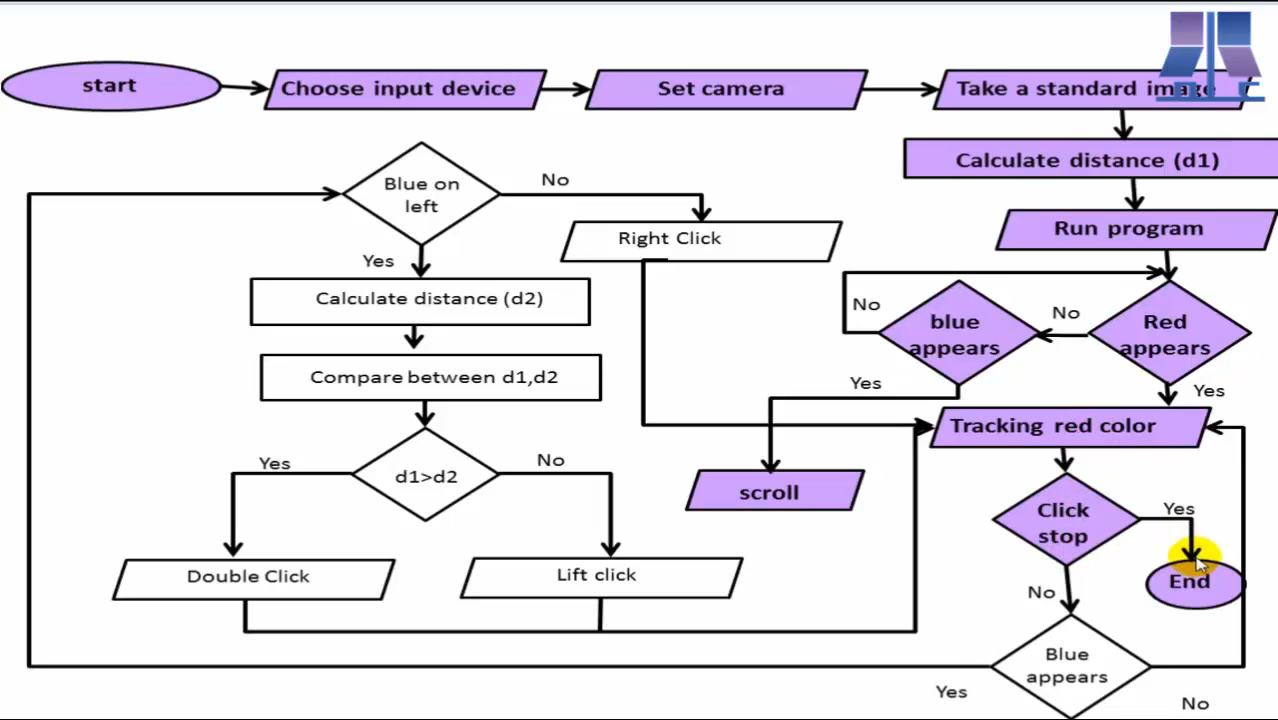 start
Choose input device
Set camera
Take a standard image
Calculate distance (d1)
Run program
Red
appears
No
blue
appears
No
Yes
Yes
scroll
Tracking red color
Click
stop
Yes
End
No
Blue
appears
Yes
No
Blue on
left
No
Right Click
Yes
Calculate distance (d2)
Compare between d1,d2
d1>d2
Yes
No
Double Click
Lift click